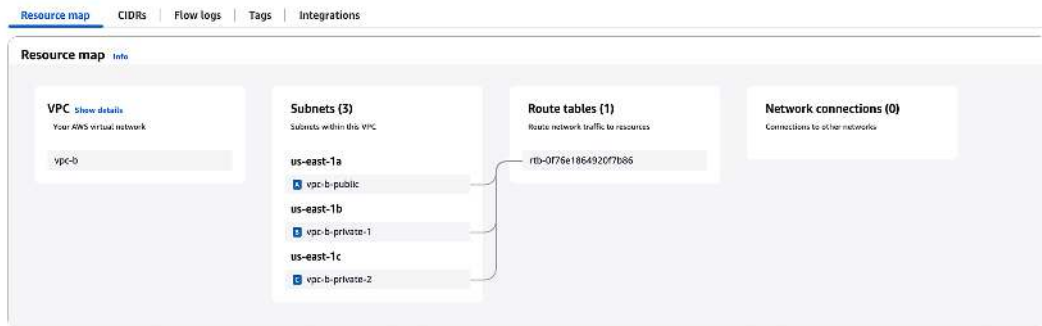 Resource map CIDRs Flow logs Tags Integrations
Resource map Info
VPC Show details
Your AWS virtual network
vpc-b
Subnets (3)
Subnets within this VPC
us-east-1a
A vpc-b-public
us-east-1b
B vpc-b-private-1
us-east-1c
C vpc-b-private-2
Route tables (1)
Route network traffic to resources
rtb-0f76e1864920f7b86
Network connections (0)
Connections to other networks